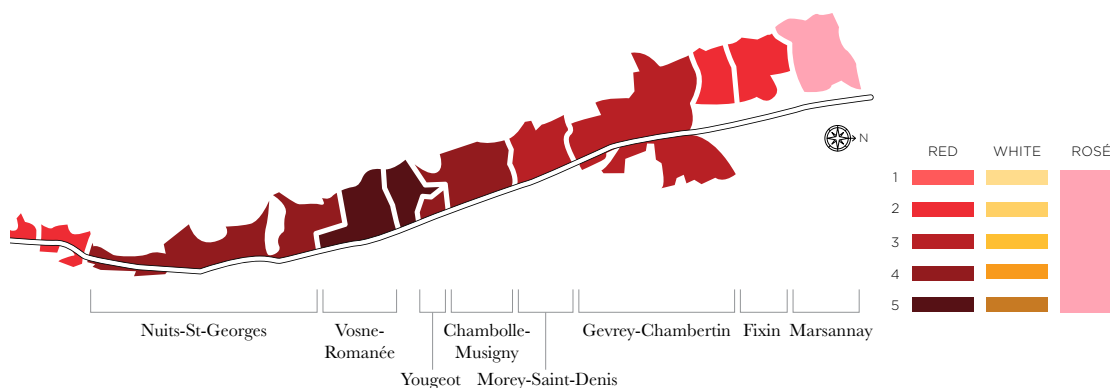 N
RED WHITE ROSÉ
1
2
3
4
5
Nuits-St-Georges
Vosne-
Romanée
Yougeot
Chambolle-
Musigny
Morey-Saint-Denis
Gevrey-Chambertin
Fixin
Marsannay